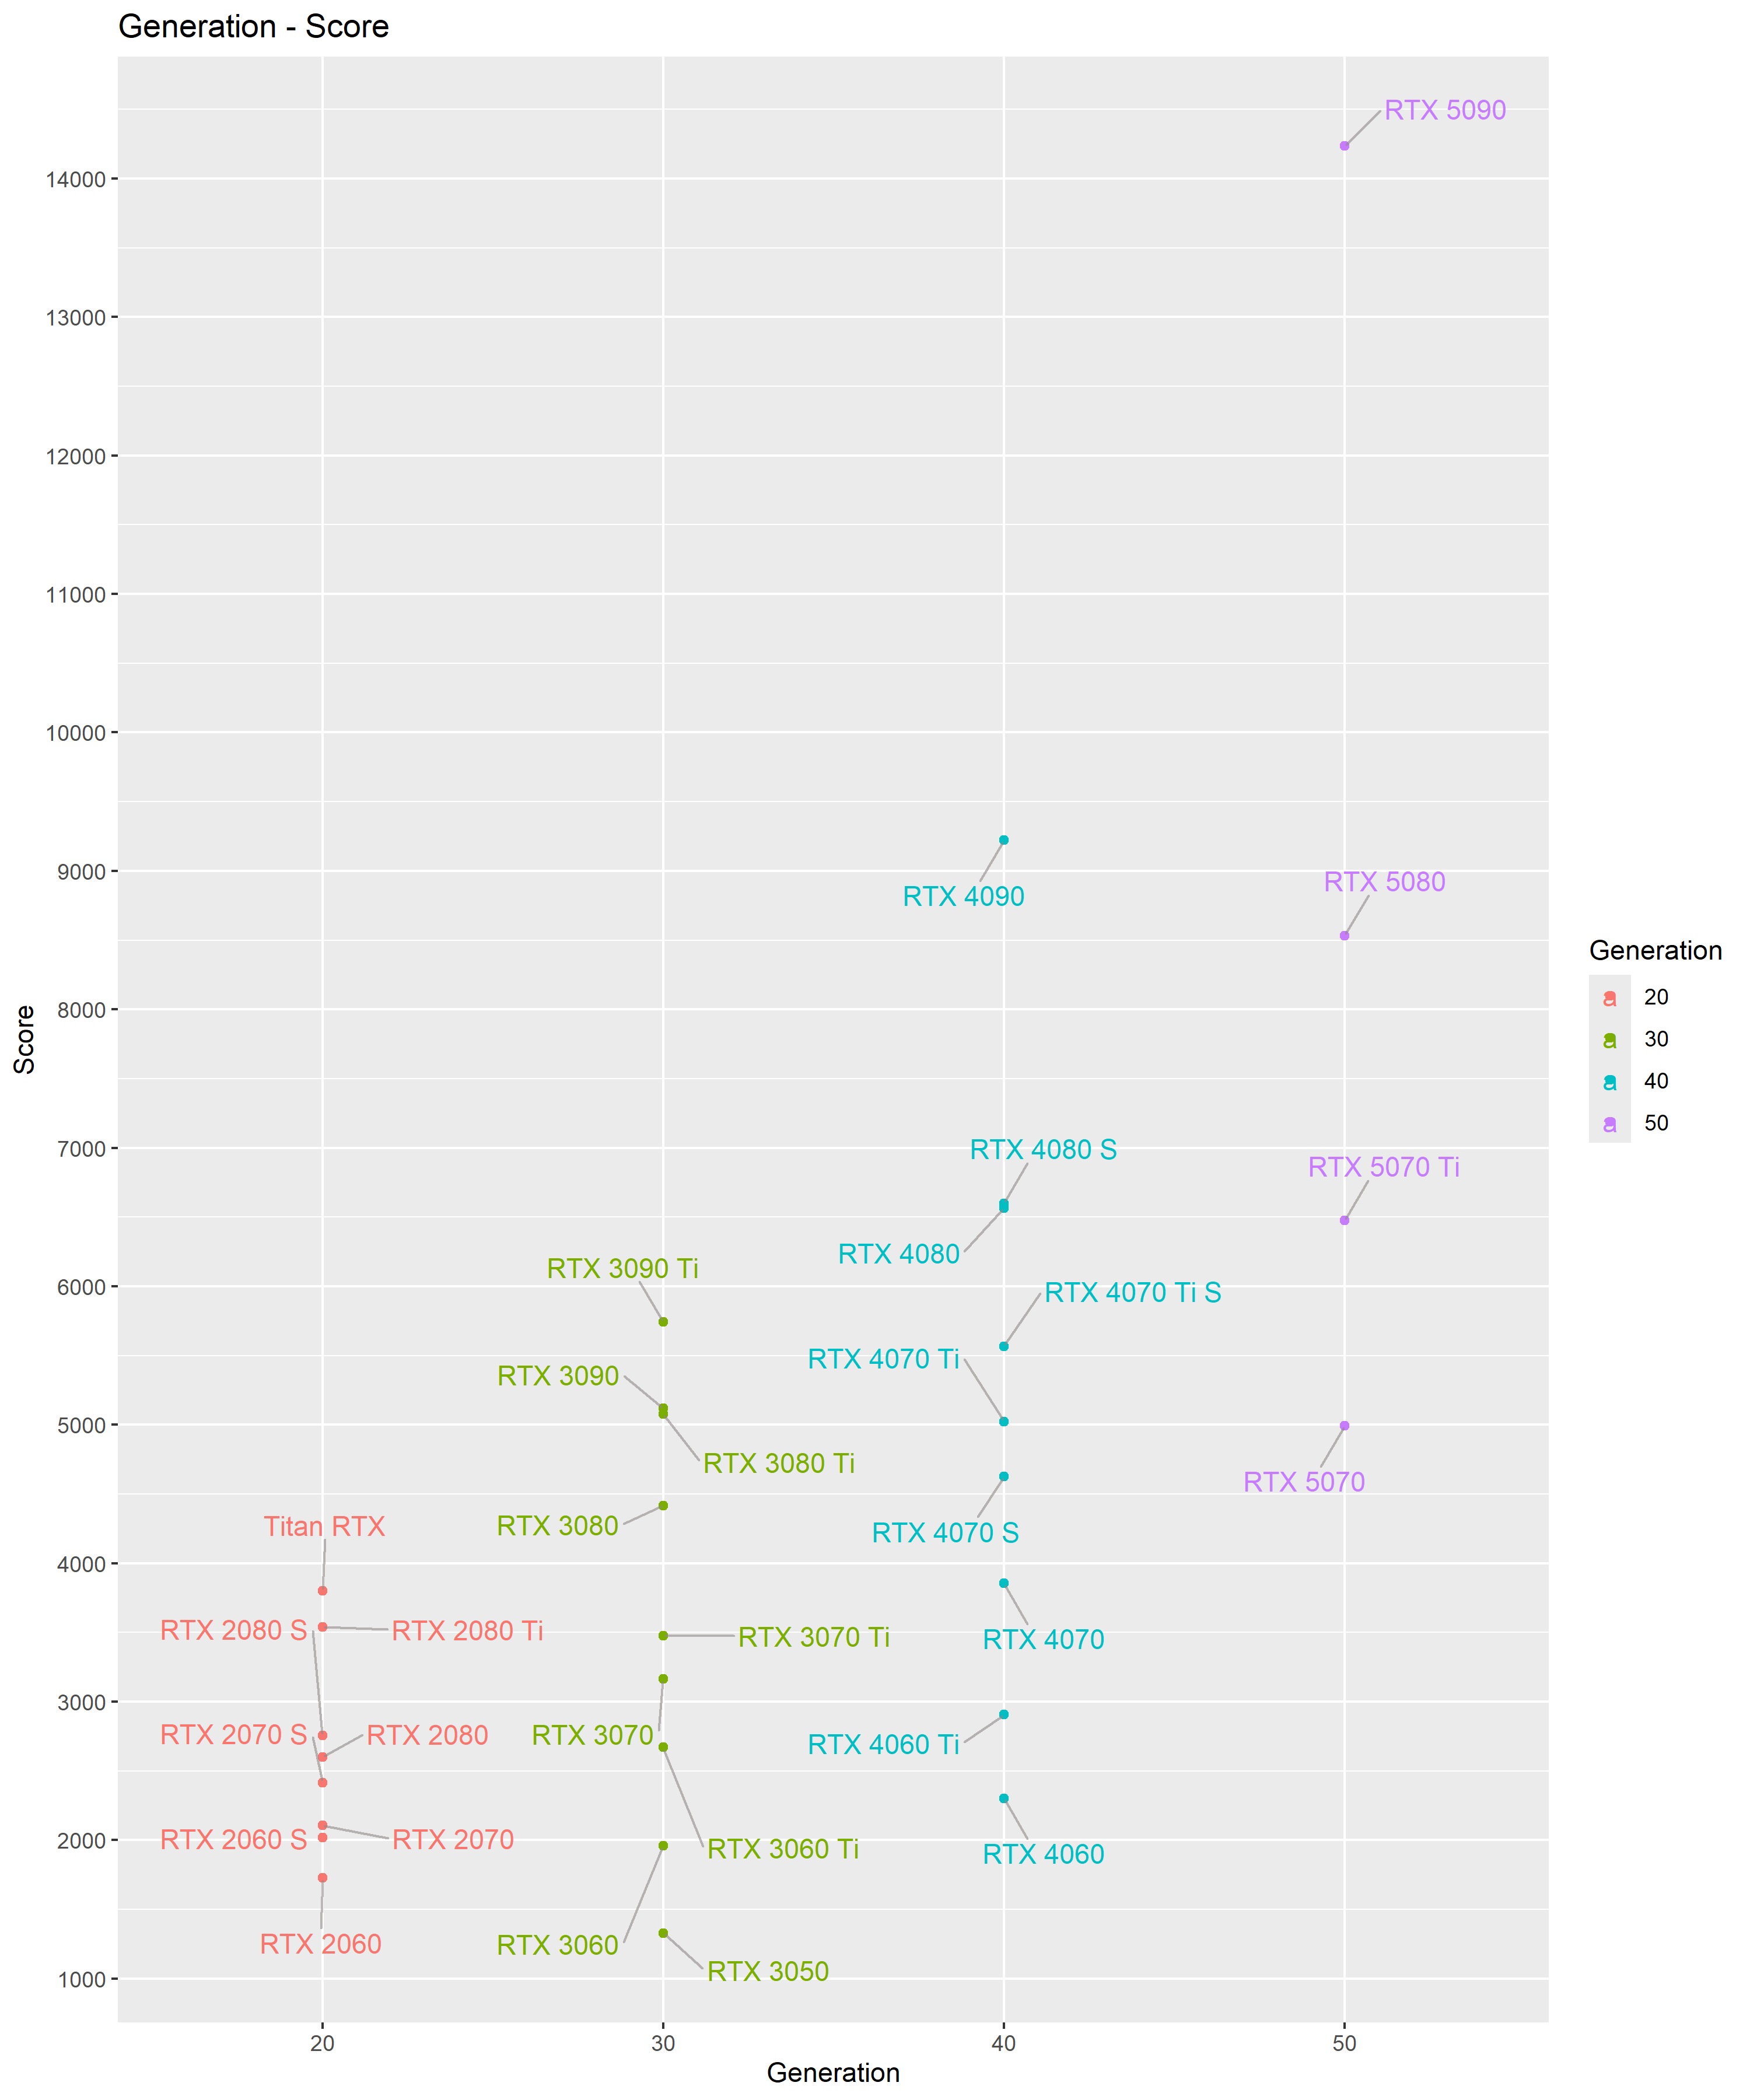 Generation - Score
RTX 5090
14000
13000
12000
11000
10000
9000
RTX 5080
RTX 4090
Generation
20
30
40
50
Score
8000
7000
RTX 4080 S
RTX 5070 Ti
RTX 4080
RTX 3090 Ti
6000
RTX 4070 Ti S
RTX 4070 Ti
RTX 3090
5000
RTX 3080 Ti
RTX 5070
RTX 3080
Titan RTX
RTX 4070 S
4000
RTX 2080 S
RTX 2080 Ti
RTX 3070 Ti
RTX 4070
3000
RTX 2070 S
RTX 2080
RTX 3070
RTX 4060 Ti
2000
RTX 2060 S
RTX 2070
RTX 3060 Ti
RTX 4060
RTX 2060
RTX 3060
RTX 3050
1000
20
30
40
50
Generation